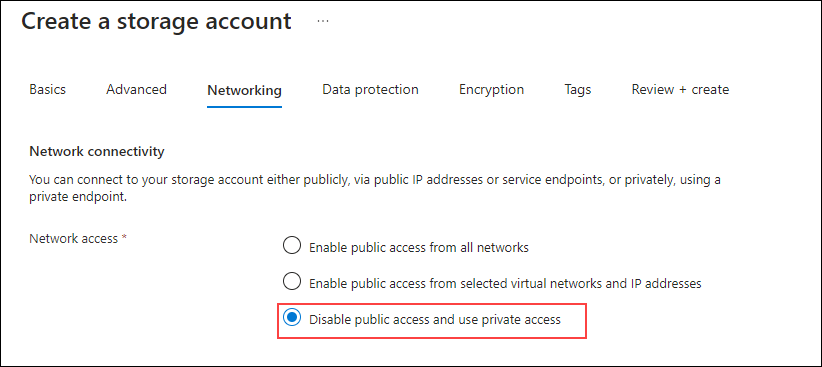 Create a storage account ...
Basics Advanced Networking Data protection Encryption Tags Review + create
Network connectivity
You can connect to your storage account either publicly, via public IP addresses or service endpoints, or privately, using a
private endpoint.
Network access *
Enable public access from all networks
Enable public access from selected virtual networks and IP addresses
Disable public access and use private access